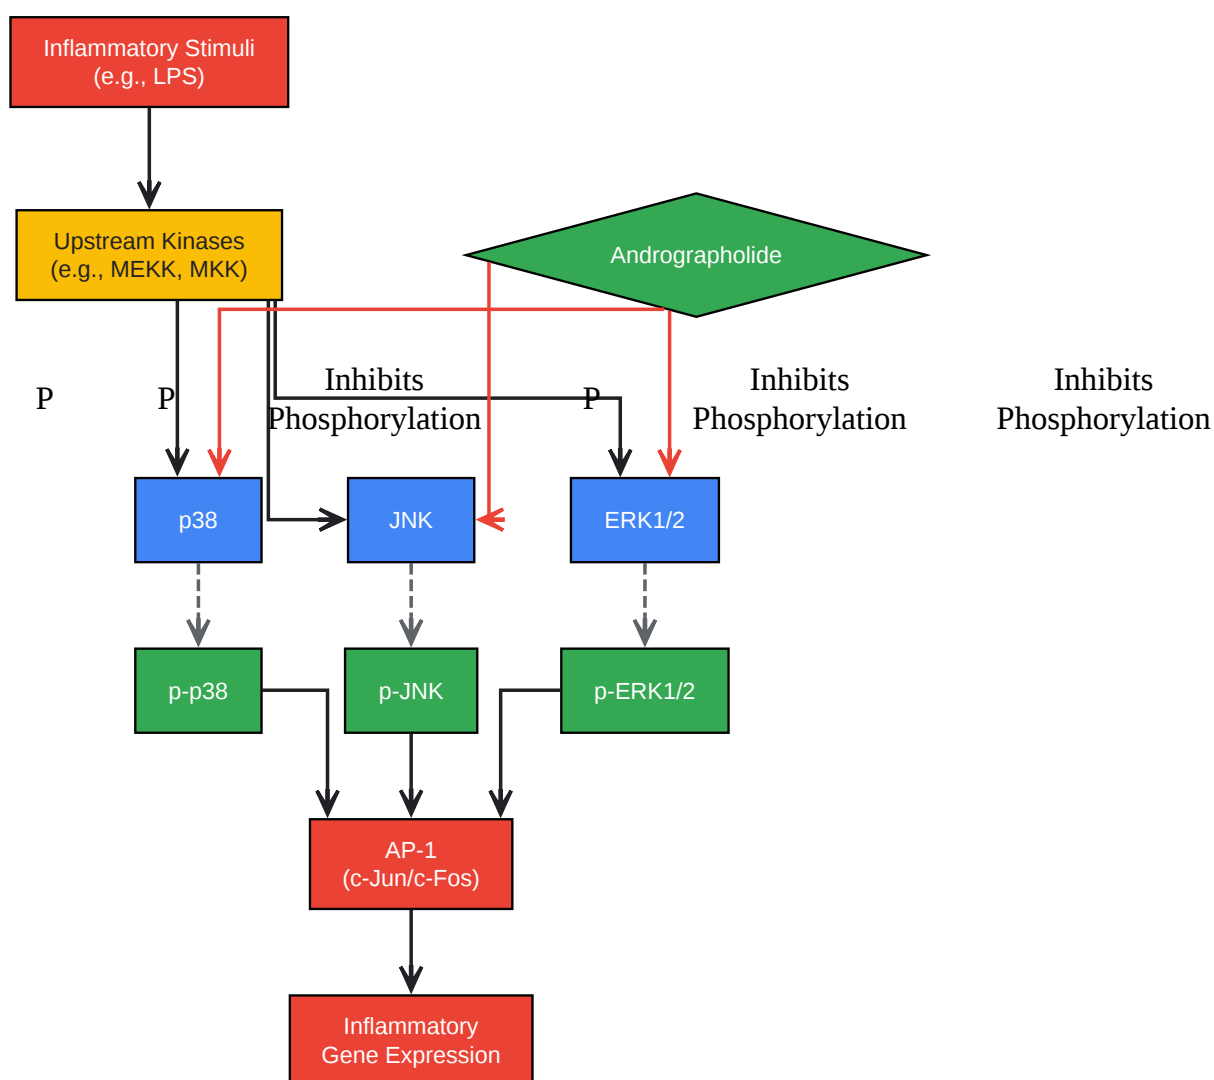 Inflammatory Stimuli
(e.g., LPS)
Upstream Kinases
(e.g., MEKK, MKK)
Andrographolide
P
P
Inhibits
Phosphorylation
P
Inhibits
Phosphorylation
Inhibits
Phosphorylation
p38
JNK
ERK1/2
p-p38
p-JNK
p-ERK1/2
AP-1
(c-Jun/c-Fos)
Inflammatory
Gene Expression